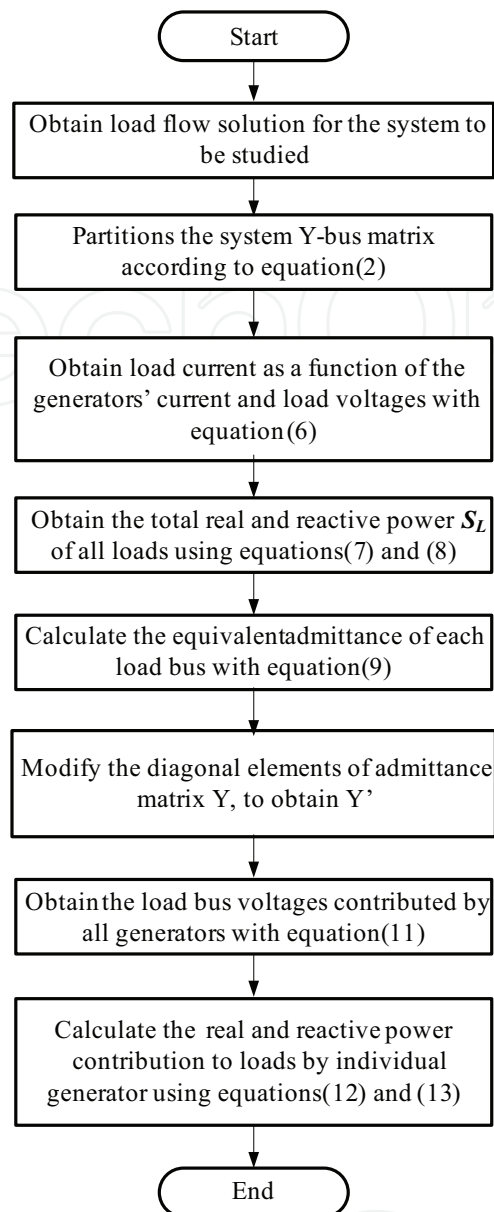 Start
Obtain load flow solution for the system to
be studied
Partitions the system Y-bus matrix
according to equation(2)
Obtain load current as a function of the
generators’ current and load voltages with
equation(6)
Obtain the total real and reactive power S_L
of all loads using equations(7) and (8)
Calculate the equivalentadmittance of each
load bus with equation(9)
Modify the diagonal elements of admittance
matrix Y, to obtain Y’
Obtain the load bus voltages contributed by
all generators with equation(11)
Calculate the real and reactive power
contribution to loads by individual
generator using equations(12) and (13)
End